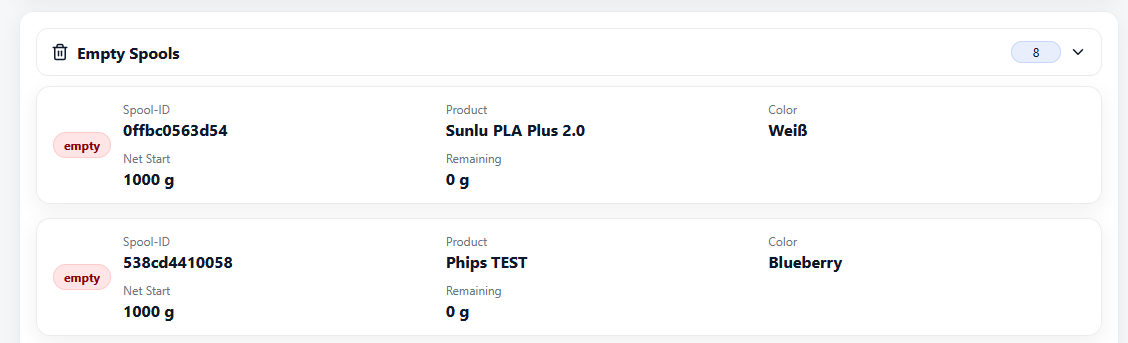 Empty Spools 8
Spool-ID Product Color
0ffbc0563d54 Sunlu PLA Plus 2.0 Weiß
empty
Net Start Remaining
1000 g 0 g
Spool-ID Product Color
538cd4410058 Phips TEST Blueberry
empty
Net Start Remaining
1000 g 0 g